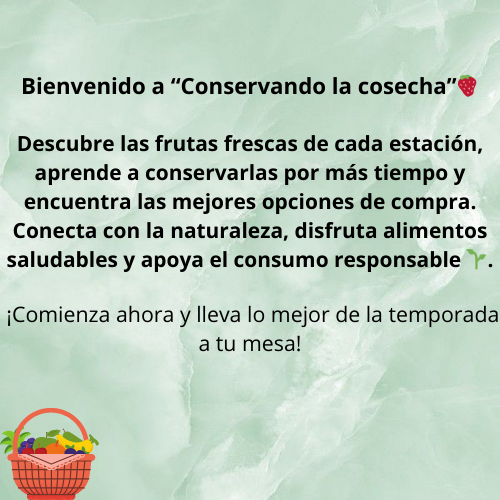 Bienvenido a “Conservando la cosecha”🍓
Descubre las frutas frescas de cada estación,
aprende a conservarlas por más tiempo y
encuentra las mejores opciones de compra.
Conecta con la naturaleza, disfruta alimentos
saludables y apoya el consumo responsable🌱.
¡Comienza ahora y lleva lo mejor de la temporada
a tu mesa!